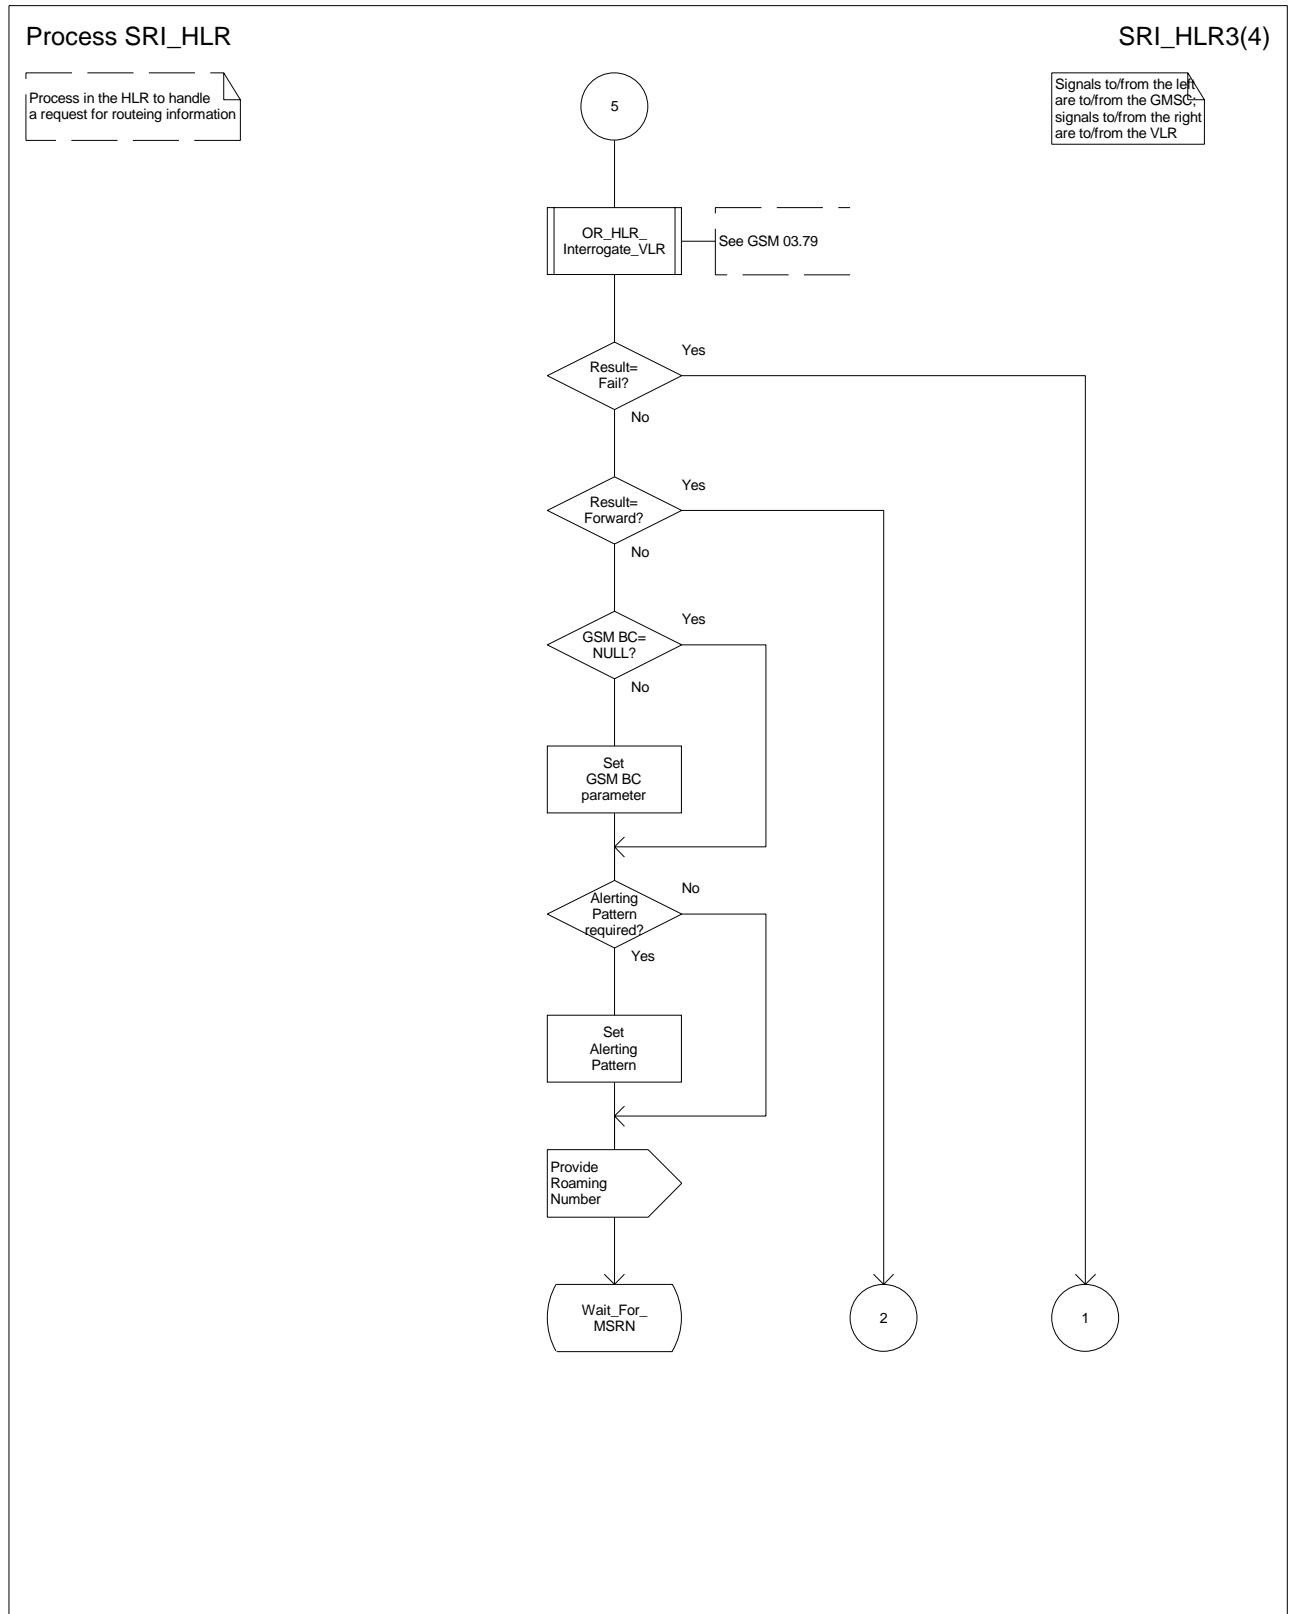 Process SRI_HLR
SRI_HLR3(4)
Process in the HLR to handle
a request for routeing information
Signals to/from the left
are to/from the GMSC;
signals to/from the right
are to/from the VLR
5
OR_HLR_
Interrogate_VLR
See GSM 03.79
Result=
Fail?
Yes
No
Result=
Forward?
Yes
No
GSM BC=
NULL?
Yes
No
Set
GSM BC
parameter
Alerting
Pattern
required?
No
Yes
Set
Alerting
Pattern
Provide
Roaming
Number
Wait_For_
MSRN
2
1